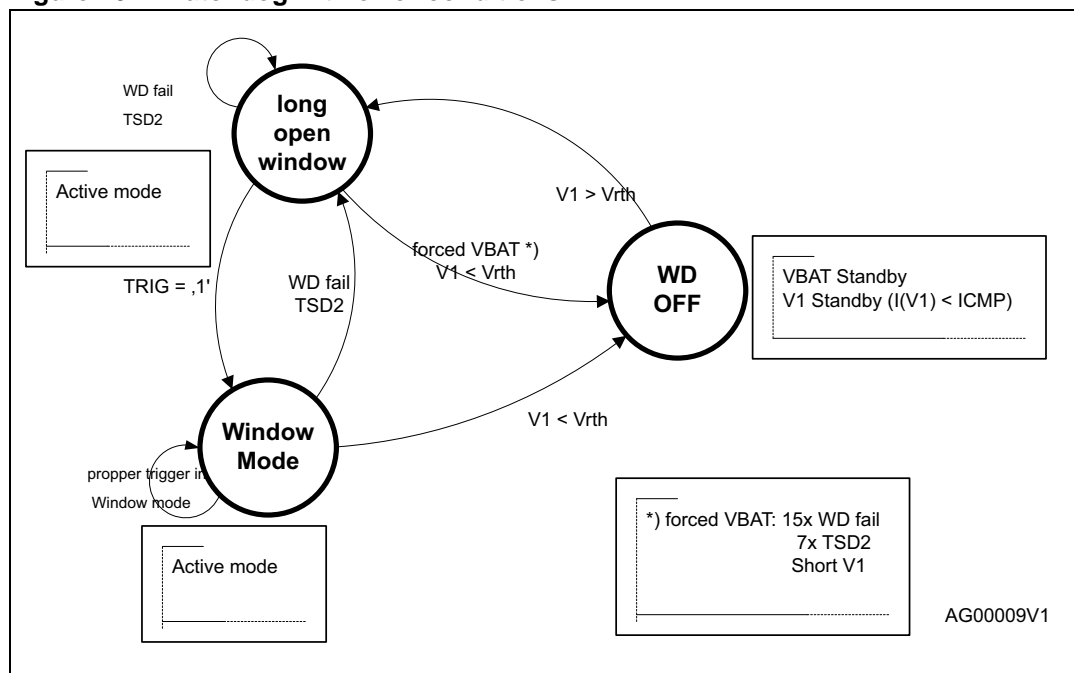 WD fail
TSD2
long
open
window
Active mode
TRIG = ,1'
WD fail
TSD2
forced VBAT *)
V1 < Vrth
V1 > Vrth
WD
OFF
VBAT Standby
V1 Standby (I(V1) < ICMP)
V1 < Vrth
Window
Mode
propper trigger in
Window mode
Active mode
*) forced VBAT: 15x WD fail
7x TSD2
Short V1
AG00009V1